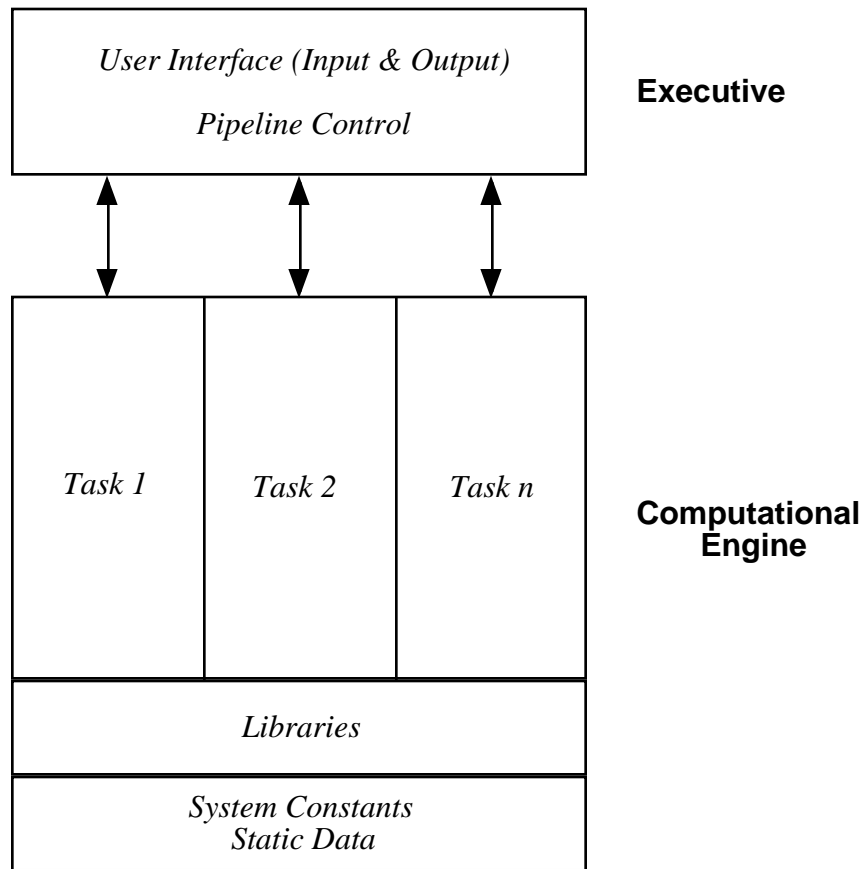 User Interface (Input & Output)
Pipeline Control
Executive
Task 1
Task 2
Task n
Computational
Engine
Libraries
System Constants
Static Data